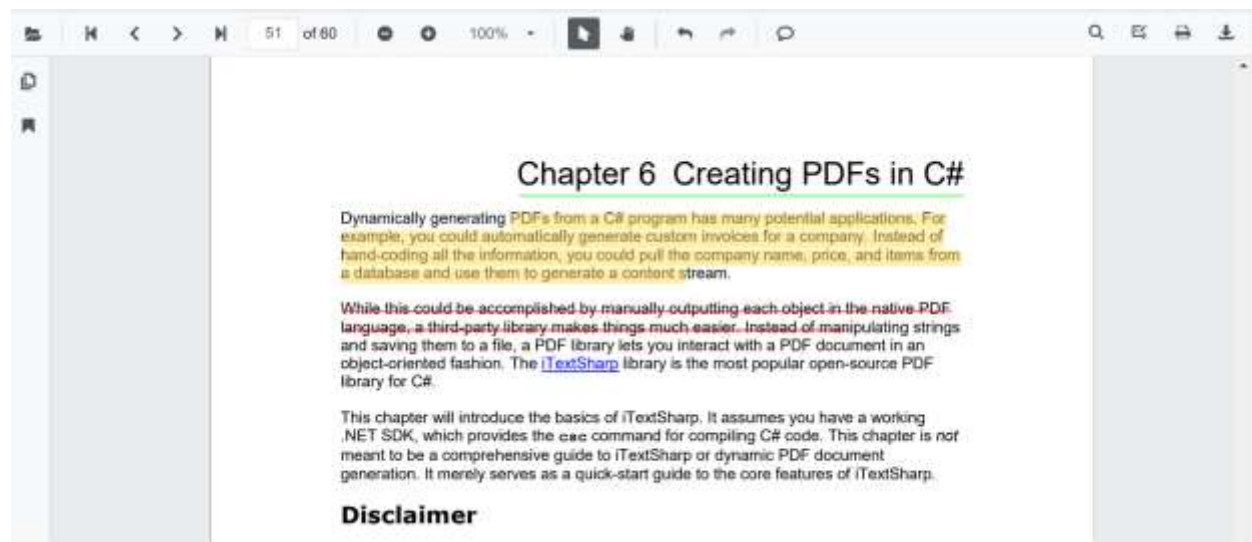 51 of 60 100%
Chapter 6 Creating PDFs in C#
Dynamically generating PDFs from a C# program has many potential applications. For
example, you could automatically generate custom invoices for a company. Instead of
hand-coding all the information, you could pull the company name, price, and items from
a database and use them to generate a content stream.
While this could be accomplished by manually outputting each object in the native PDF
language, a third-party library makes things much easier. Instead of manipulating strings
and saving them to a file, a PDF library lets you interact with a PDF document in an
object-oriented fashion. The iTextSharp library is the most popular open-source PDF
library for C#.
This chapter will introduce the basics of iTextSharp. It assumes you have a working
.NET SDK, which provides the csc command for compiling C# code. This chapter is not
meant to be a comprehensive guide to iTextSharp or dynamic PDF document
generation. It merely serves as a quick-start guide to the core features of iTextSharp.
Disclaimer